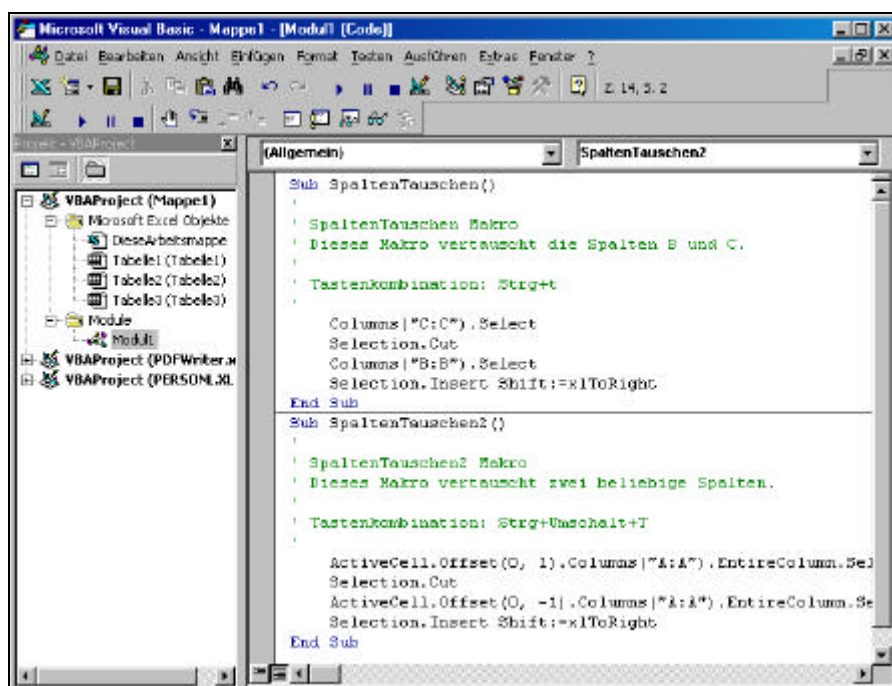 Microsoft Visual Basic - Mappe1 - [Modul1 (Code)]
Datei Bearbeiten Ansicht Einfügen Format Testen Ausführen Extras Fenster ?
Z. 14, S. 2
Projekt - VBAProject
(Allgemein)
SpaltenTauschen2
VBAProject (Mappe1)
Microsoft Excel Objekte
DieseArbeitsmappe
Tabelle1 (Tabelle1)
Tabelle2 (Tabelle2)
Tabelle3 (Tabelle3)
Module
Modul1
VBAProject (PDFWriter.x
VBAProject (PERSONL.XL
Sub SpaltenTauschen()
'
' SpaltenTauschen Makro
' Dieses Makro vertauscht die Spalten B und C.
'
' Tastenkombination: Strg+t
'
Columns("C:C").Select
Selection.Cut
Columns("B:B").Select
Selection.Insert Shift:=xlToRight
End Sub
Sub SpaltenTauschen2()
'
' SpaltenTauschen2 Makro
' Dieses Makro vertauscht zwei beliebige Spalten.
'
' Tastenkombination: Strg+Umschalt+T
'
ActiveCell.Offset(0, 1).Columns("A:A").EntireColumn.Sel
Selection.Cut
ActiveCell.Offset(0, -1).Columns("A:A").EntireColumn.Se
Selection.Insert Shift:=xlToRight
End Sub